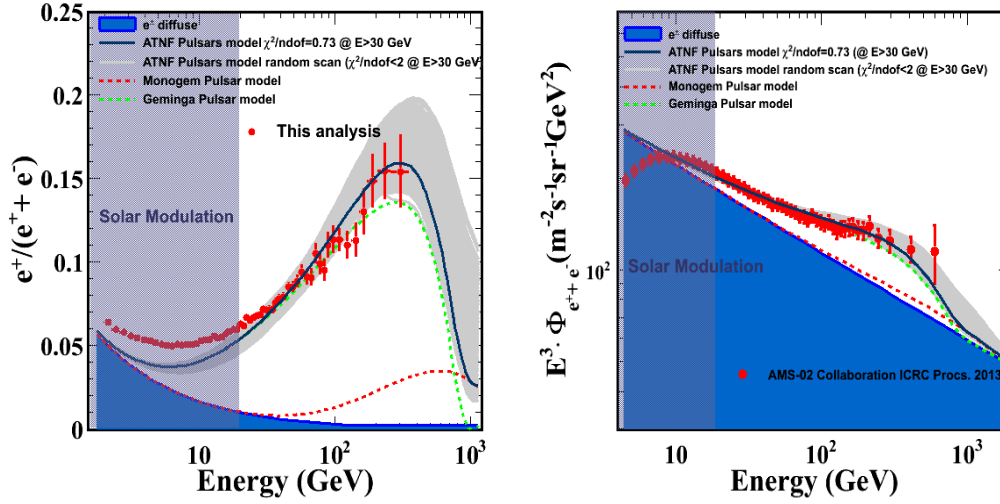 e± diffuse
ATNF Pulsars model χ²/ndof=0.73 @ E>30 GeV
ATNF Pulsars model random scan (χ²/ndof<2 @ E>30 GeV
Monogem Pulsar model
Geminga Pulsar model
This analysis
Solar Modulation
e⁺/(e⁺+ e⁻)
0.25
0.2
0.15
0.1
0.05
0
10
10²
10³
Energy (GeV)
e± diffuse
ATNF Pulsars model χ²/ndof=0.73 @ E>30 GeV)
ATNF Pulsars model random scan (χ²/ndof<2 @ E>30 GeV)
Monogem Pulsar model
Geminga Pulsar model
Solar Modulation
AMS-02 Collaboration ICRC Procs. 2013
E³· Φ e⁺+ e⁻ (m⁻²s⁻¹sr⁻¹GeV²)
10²
10
10²
10³
Energy (GeV)